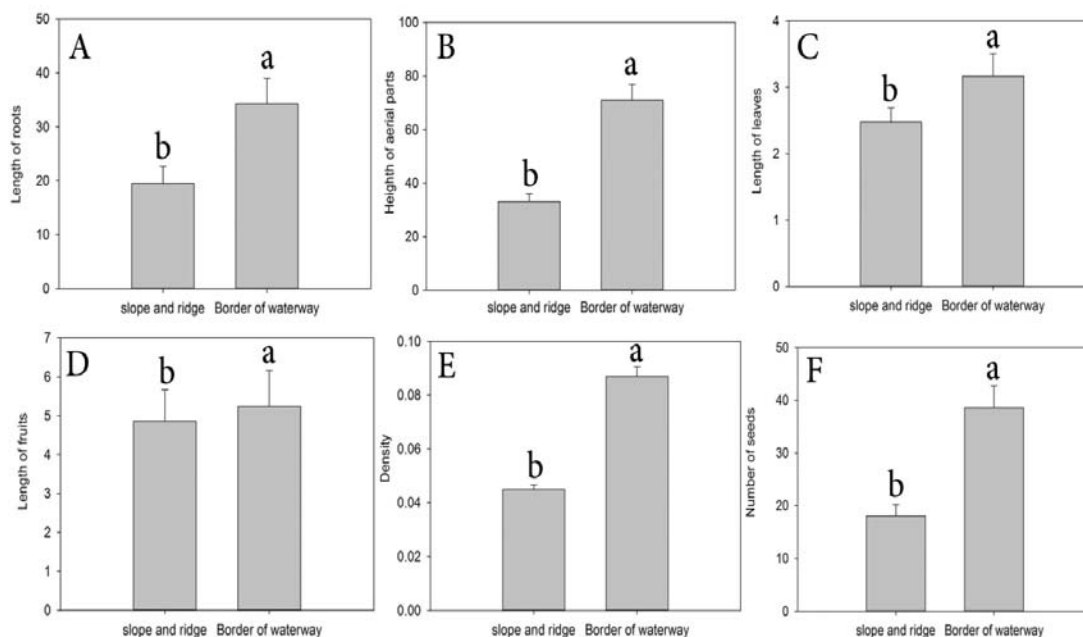 A
Length of roots
50
40
30
20
10
0
b
a
slope and ridge
Border of waterway
B
Heighth of aerial parts
100
80
60
40
20
0
b
a
slope and ridge
Border of waterway
C
Length of leaves
4
3
2
1
0
b
a
slope and ridge
Border of waterway
D
Length of fruits
7
6
5
4
3
2
1
0
b
a
slope and ridge
Border of waterway
E
Density
0.10
0.08
0.06
0.04
0.02
0.00
b
a
slope and ridge
Border of waterway
F
Number of seeds
50
40
30
20
10
0
b
a
slope and ridge
Border of waterway